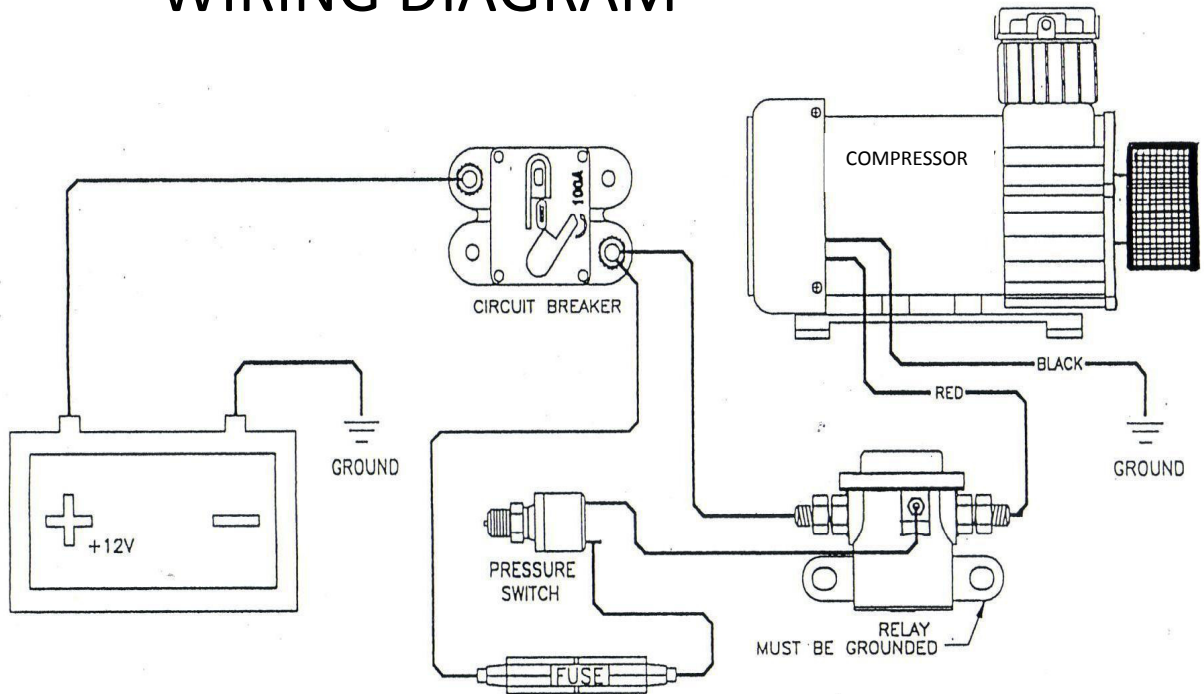 WIRING DIAGRAM
COMPRESSOR
100A
CIRCUIT BREAKER
BLACK
RED
GROUND
GROUND
+12V
PRESSURE
SWITCH
RELAY
MUST BE GROUNDED
FUSE